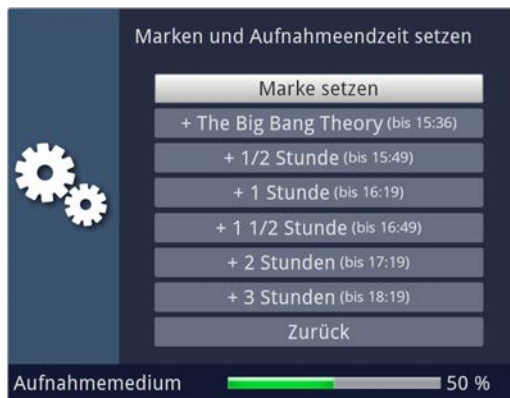 Marken und Aufnahmeendzeit setzen
Marke setzen
+ The Big Bang Theory (bis 15:36)
+ 1/2 Stunde (bis 15:49)
+ 1 Stunde (bis 16:19)
+ 1 1/2 Stunde (bis 16:49)
+ 2 Stunden (bis 17:19)
+ 3 Stunden (bis 18:19)
Zurück
Aufnahmemedium 50 %